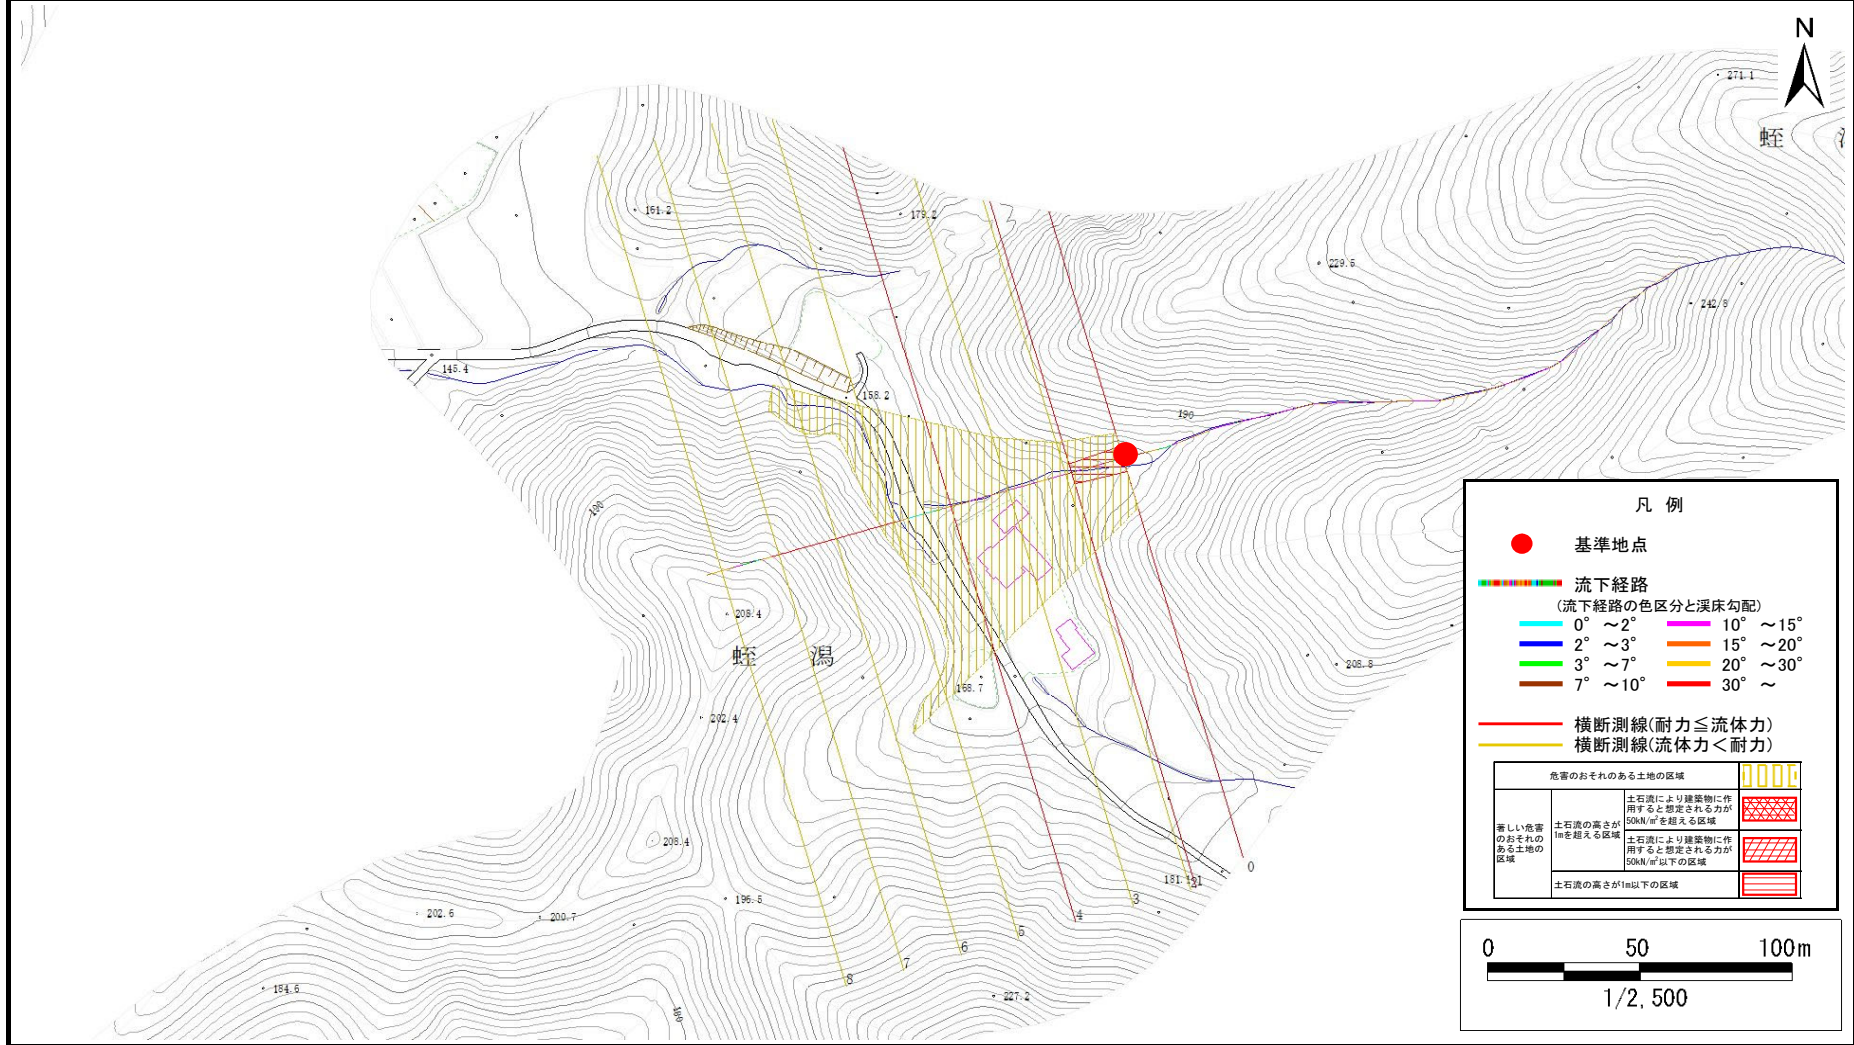 N
271.1
蛭
161.2
179.2
229.5
242.8
145.4
158.2
190
190
205.4
蛭 潟
168.7
208.8
202.4
208.4
196.5
202.6
200.7
184.6
180
227.2
0
1
2
3
4
5
6
7
8
凡 例
基準地点
流下経路
(流下経路の色区分と渓床勾配)
0° ~2° 10° ~15°
2° ~3° 15° ~20°
3° ~7° 20° ~30°
7° ~10° 30° ~
横断測線(耐力≦流体力)
横断測線(流体力<耐力)
危害のおそれのある土地の区域
著しい危害
のおそれの
ある土地の
区域
土石流の高さが
1mを超える区域
土石流により建築物に作
用すると想定される力が
50kN/㎡を超える区域
土石流により建築物に作
用すると想定される力が
50kN/㎡以下の区域
土石流の高さが1m以下の区域
0 50 100m
1/2,500